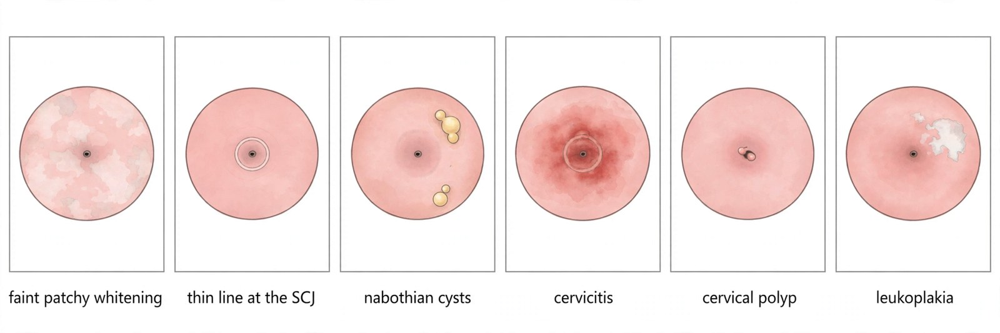 faint patchy whitening
thin line at the SCJ
nabothian cysts
cervicitis
cervical polyp
leukoplakia